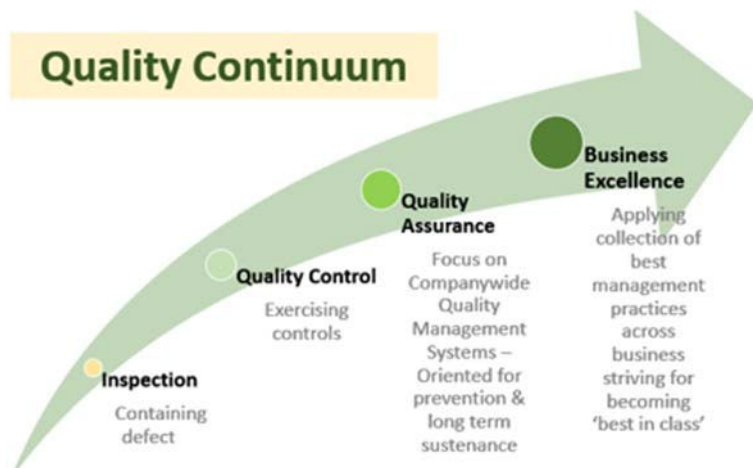 Quality Continuum
Inspection
Containing
defect
Quality Control
Exercising
controls
Quality
Assurance
Focus on
Companywide
Quality
Management
Systems –
Oriented for
prevention &
long term
sustenance
Business
Excellence
Applying
collection of
best
management
practices
across
business
striving for
becoming
‘best in class’